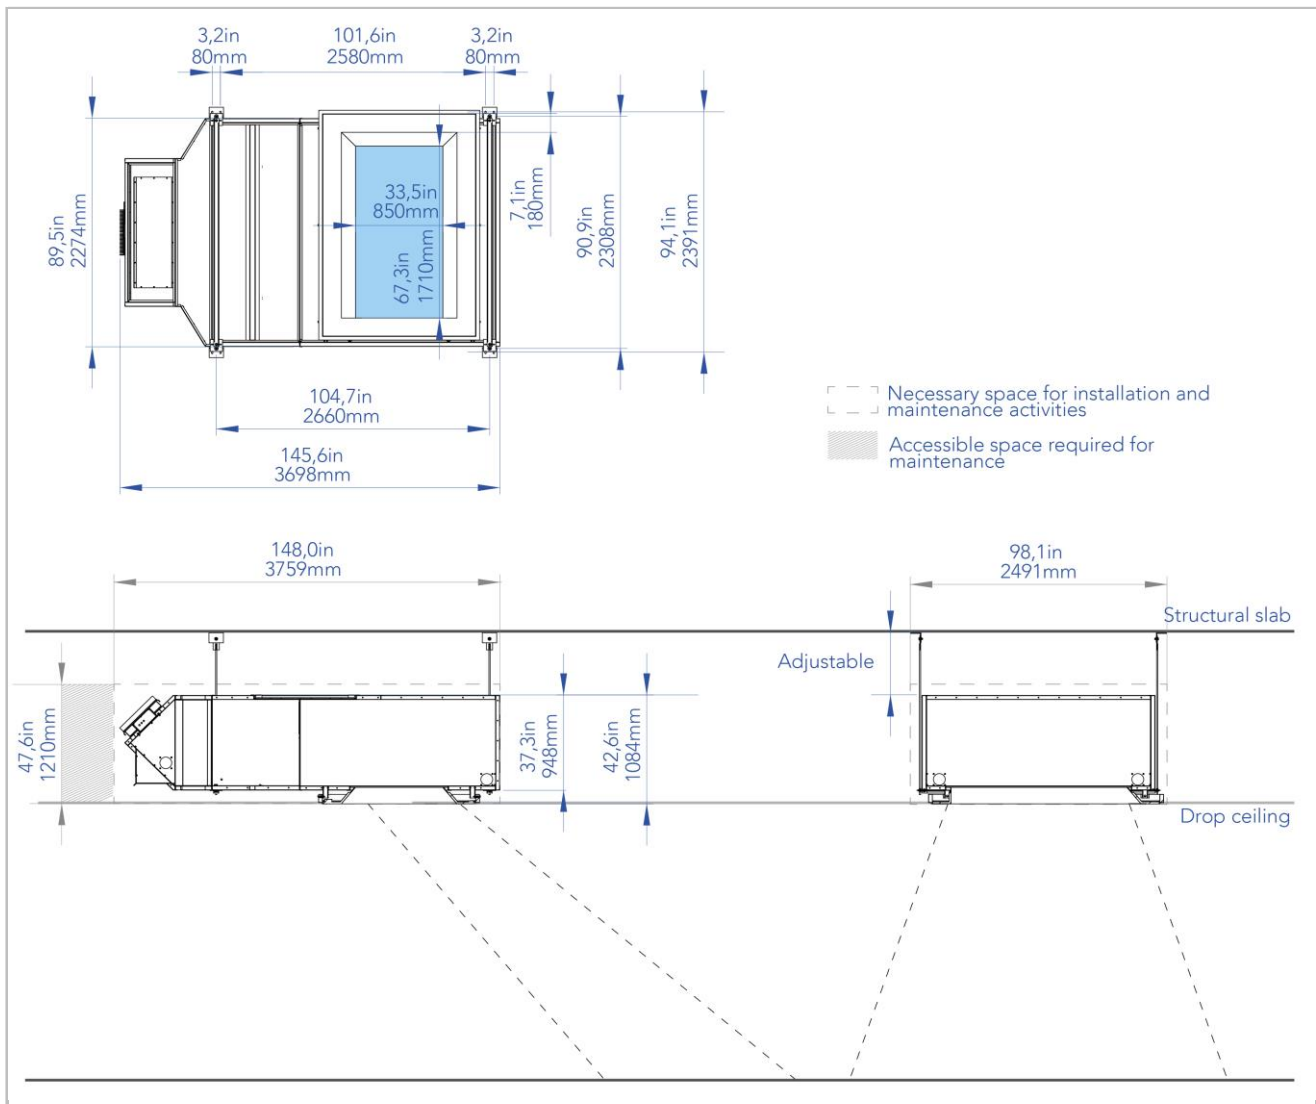 3,2in
80mm
101,6in
2580mm
3,2in
80mm
89,5in
2274mm
33,5in
850mm
67,3in
1710mm
7,1in
180mm
90,9in
2308mm
94,1in
2391mm
104,7in
2660mm
145,6in
3698mm
Necessary space for installation and
maintenance activities
Accessible space required for
maintenance
148,0in
3759mm
98,1in
2491mm
Structural slab
Adjustable
47,6in
1210mm
37,3in
948mm
42,6in
1084mm
Drop ceiling